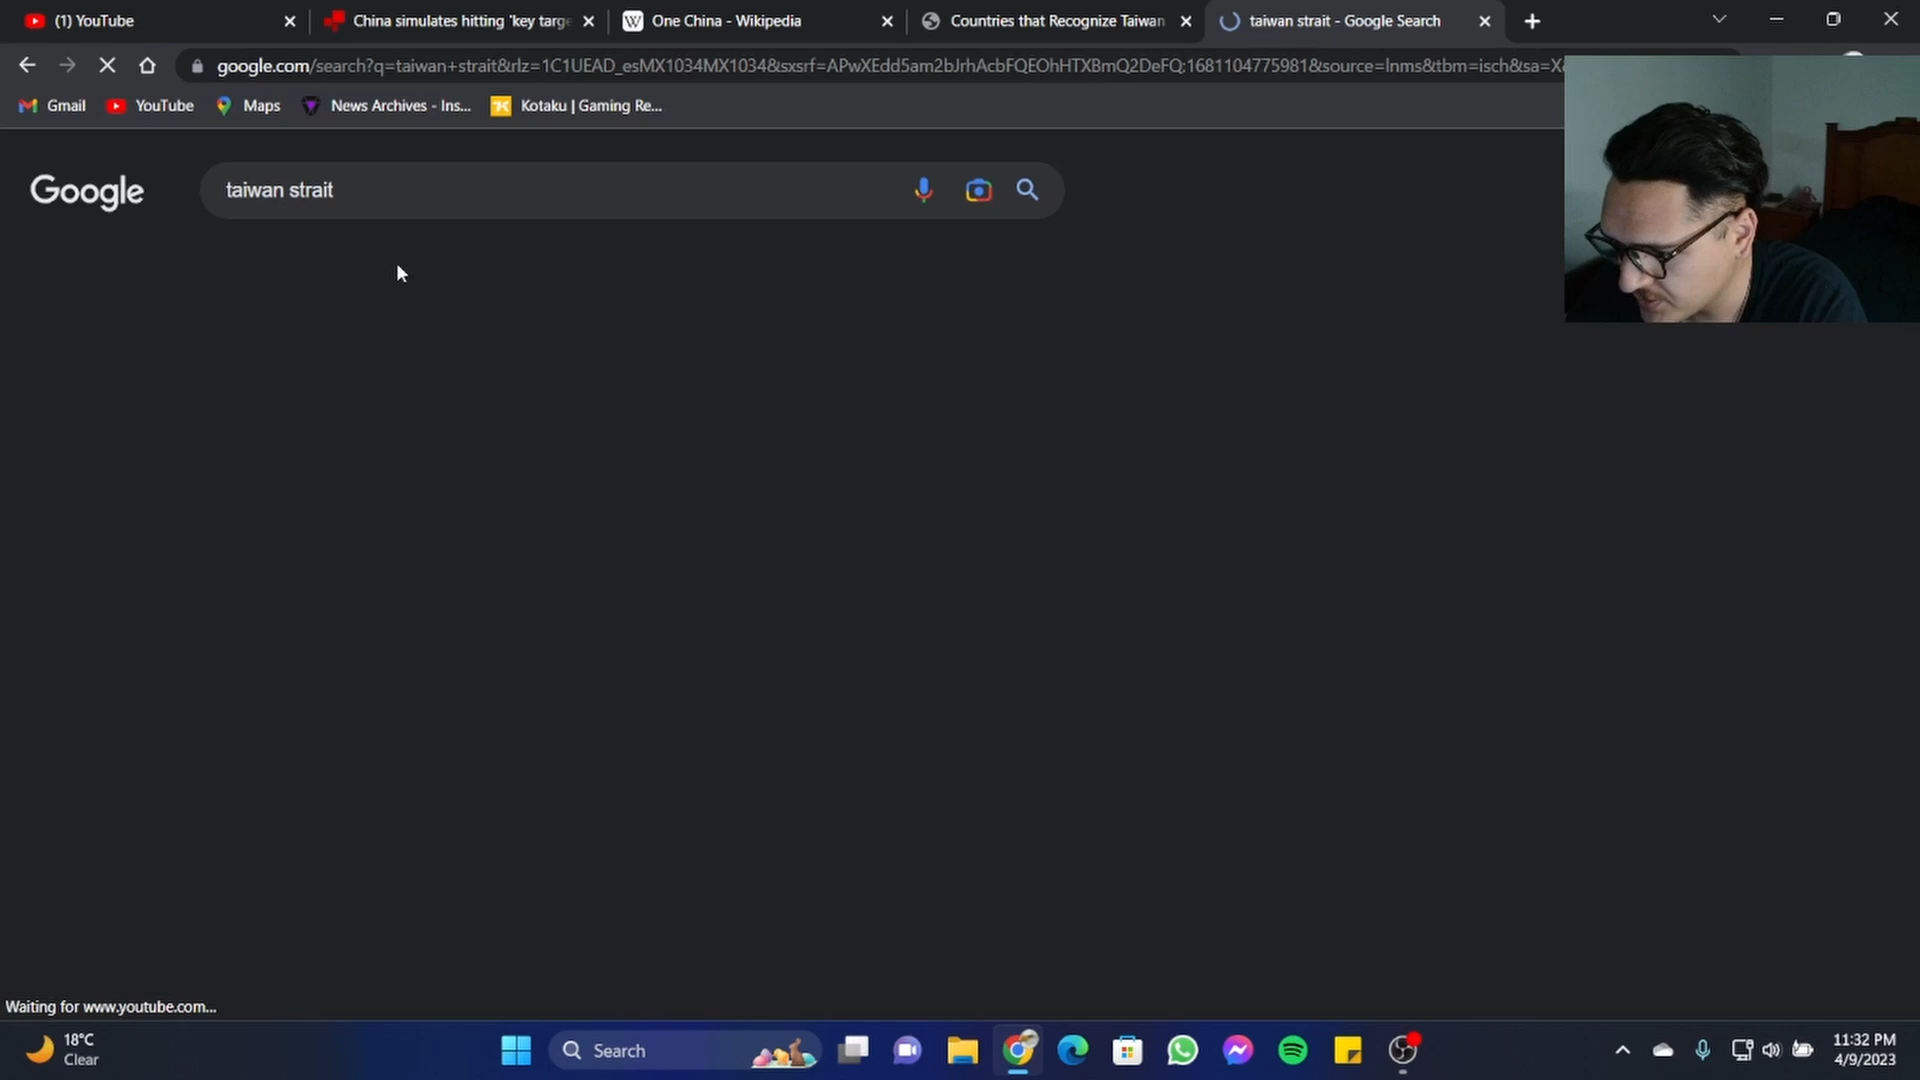 (1) YouTube
China simulates hitting 'key targe
One China - Wikipedia
Countries that Recognize Taiwan
taiwan strait - Google Search
google.com/search?q=taiwan+strait&rlz=1C1UEAD_esMX1034MX1034&sxsrf=APwXEdd5am2bJrhAcbFQEOhHTXBmQ2DeFQ:1681104775981&source=lnms&tbm=isch&sa=X&
Gmail
YouTube
Maps
News Archives - Ins...
Kotaku | Gaming Re...
Google
taiwan strait
Waiting for www.youtube.com...
18°C
Clear
Search
11:32 PM
4/9/2023